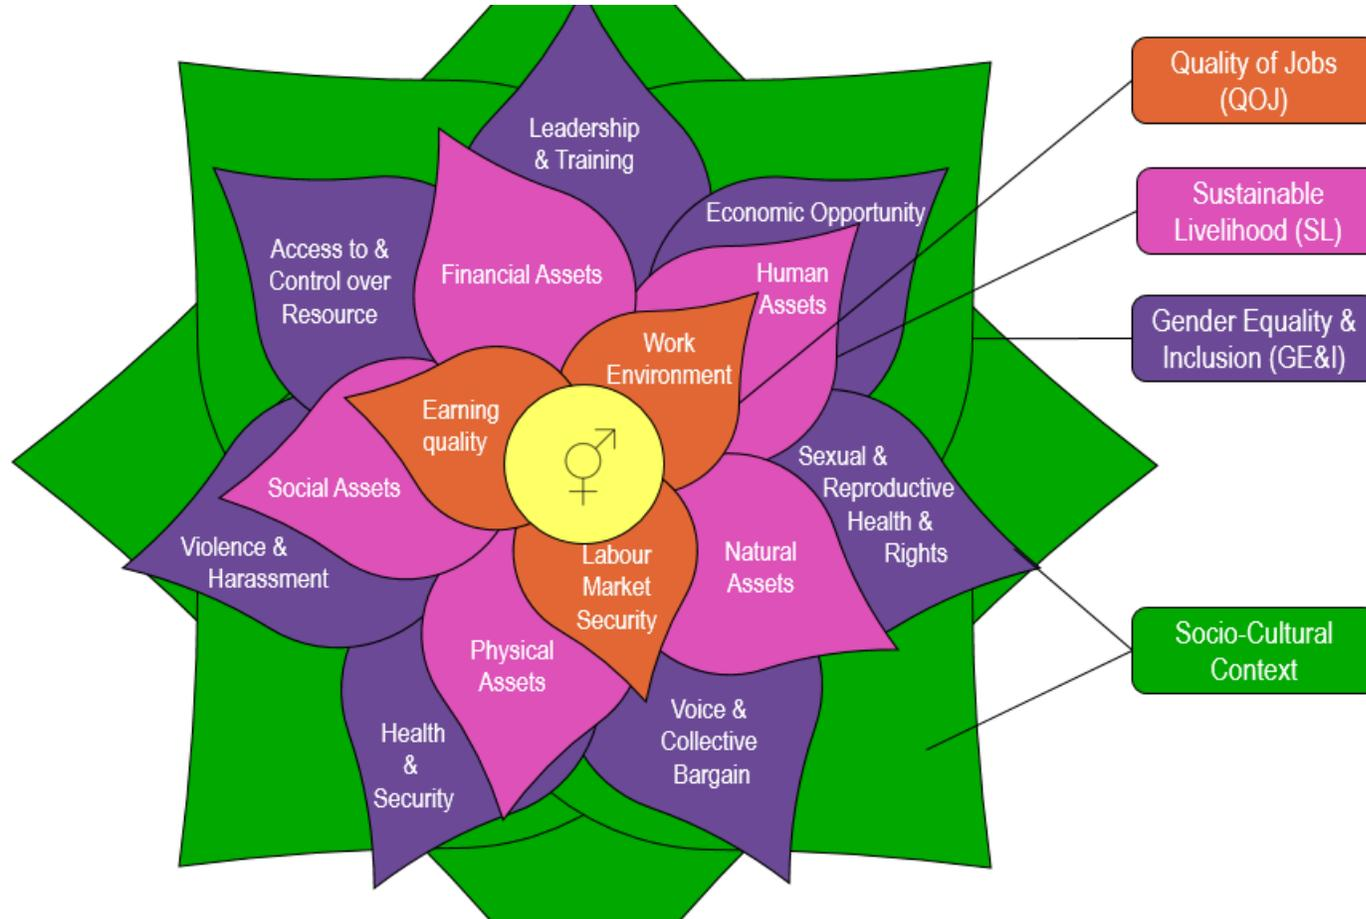 Quality of Jobs
(QOJ)
Leadership
& Training
Sustainable
Livelihood (SL)
Economic Opportunity
Access to &
Control over
Resource
Financial Assets
Human
Assets
Gender Equality &
Inclusion (GE&I)
Work
Environment
Earning
quality
Sexual &
Reproductive
Health &
Rights
Social Assets
Violence &
Harassment
Labour
Market
Security
Natural
Assets
Socio-Cultural
Context
Physical
Assets
Voice &
Collective
Bargain
Health
&
Security